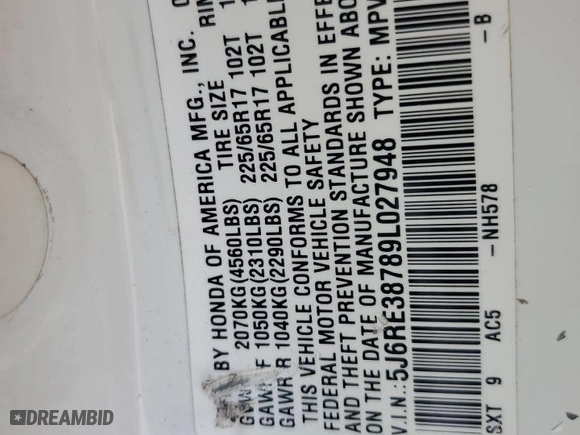 BY HONDA OF AMERICA MFG., INC.
TIRE SIZE RIN
2070KG(4560LBS) 225/65R17 102T
GAWR F 1050KG(2310LBS) 225/65R17 102T
GAWR R 1040KG(2290LBS)
THIS VEHICLE CONFORMS TO ALL APPLICABLE
FEDERAL MOTOR VEHICLE SAFETY
AND THEFT PREVENTION STANDARDS IN EFFE
ON THE DATE OF MANUFACTURE SHOWN ABO
V.I.N.:5J6RE38789L027948 TYPE: MPV
SXT 9 AC5 -NH578 -B
DREAMBID